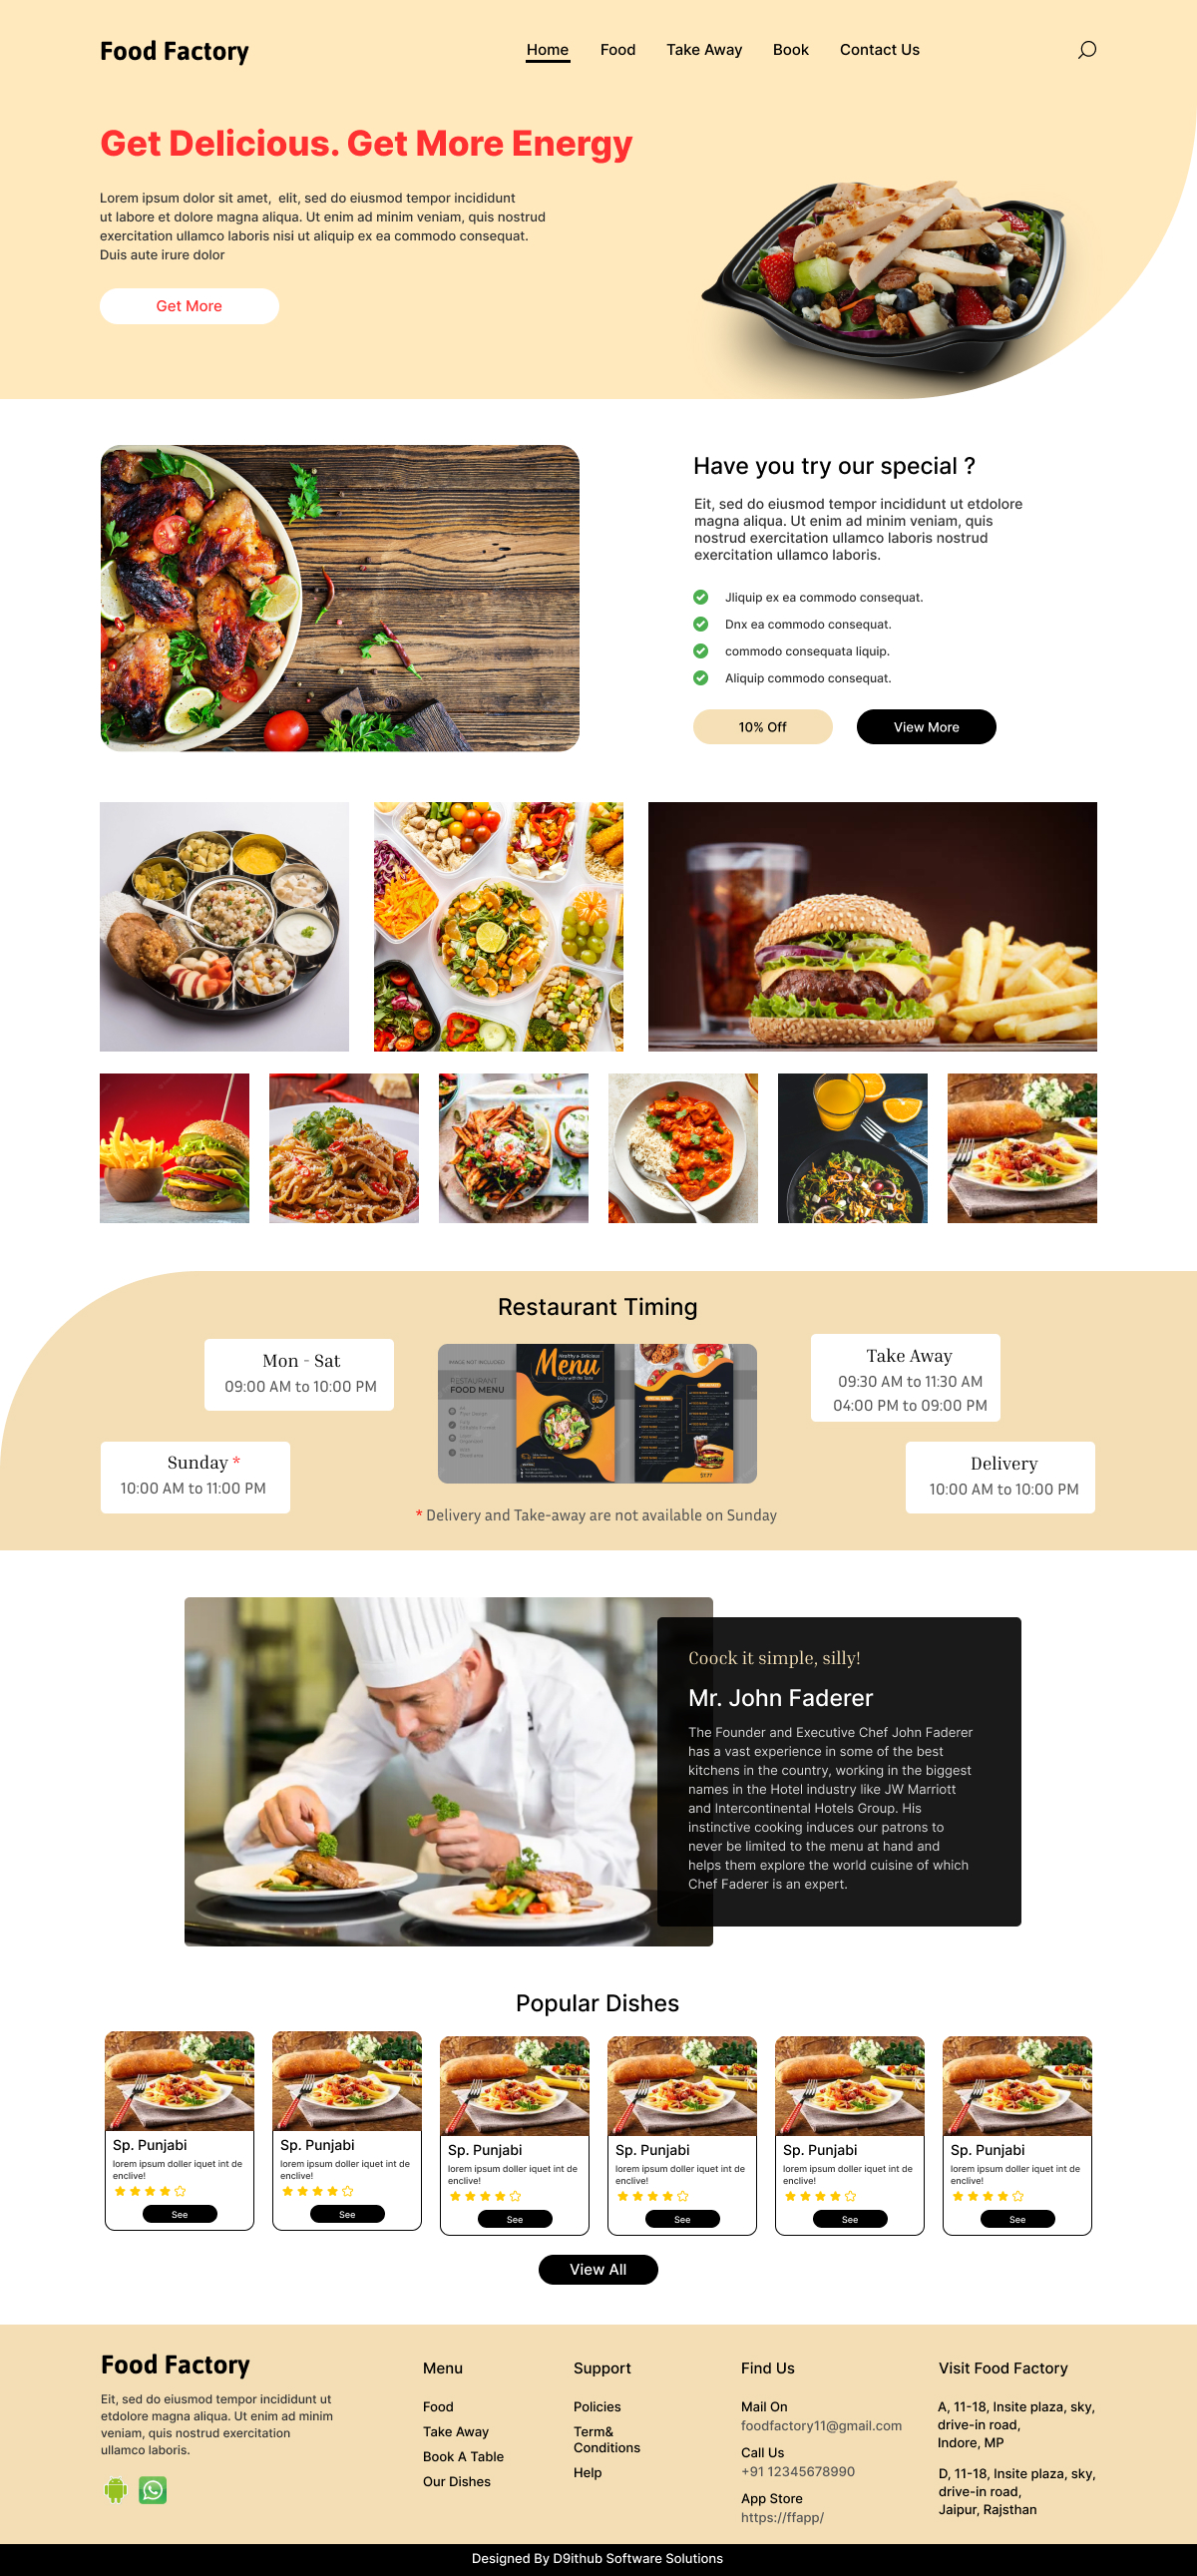 Food Factory
Home
Food
Take Away
Book
Contact Us
Get Delicious. Get More Energy
Lorem ipsum dolor sit amet,  elit, sed do eiusmod tempor incididunt
ut labore et dolore magna aliqua. Ut enim ad minim veniam, quis nostrud
exercitation ullamco laboris nisi ut aliquip ex ea commodo consequat.
Duis aute irure dolor
Get More
Have you try our special ?
Eit, sed do eiusmod tempor incididunt ut etdolore
magna aliqua. Ut enim ad minim veniam, quis
nostrud exercitation ullamco laboris nostrud
exercitation ullamco laboris.
Jliquip ex ea commodo consequat.
Dnx ea commodo consequat.
commodo consequata liquip.
Aliquip commodo consequat.
10% Off
View More
Restaurant Timing
Mon - Sat
09:00 AM to 10:00 PM
Sunday *
10:00 AM to 11:00 PM
IMAGE NOT INCLUDED
RESTAURANT
FOOD MENU
Healthy & Delicious
Menu
Take Away
09:30 AM to 11:30 AM
04:00 PM to 09:00 PM
Delivery
10:00 AM to 10:00 PM
* Delivery and Take-away are not available on Sunday
Coock it simple, silly!
Mr. John Faderer
The Founder and Executive Chef John Faderer
has a vast experience in some of the best
kitchens in the country, working in the biggest
names in the Hotel industry like JW Marriott
and Intercontinental Hotels Group. His
instinctive cooking induces our patrons to
never be limited to the menu at hand and
helps them explore the world cuisine of which
Chef Faderer is an expert.
Popular Dishes
Sp. Punjabi
lorem ipsum doller iquet int de
enclive!
See
Sp. Punjabi
lorem ipsum doller iquet int de
enclive!
See
Sp. Punjabi
lorem ipsum doller iquet int de
enclive!
See
Sp. Punjabi
lorem ipsum doller iquet int de
enclive!
See
Sp. Punjabi
lorem ipsum doller iquet int de
enclive!
See
Sp. Punjabi
lorem ipsum doller iquet int de
enclive!
See
View All
Food Factory
Eit, sed do eiusmod tempor incididunt ut
etdolore magna aliqua. Ut enim ad minim
veniam, quis nostrud exercitation
ullamco laboris.
Menu
Food
Take Away
Book A Table
Our Dishes
Support
Policies
Term&
Conditions
Help
Find Us
Mail On
foodfactory11@gmail.com
Call Us
+91 12345678990
App Store
https://ffapp/
Visit Food Factory
A, 11-18, Insite plaza, sky,
drive-in road,
Indore, MP
D, 11-18, Insite plaza, sky,
drive-in road,
Jaipur, Rajsthan
Designed By D9ithub Software Solutions